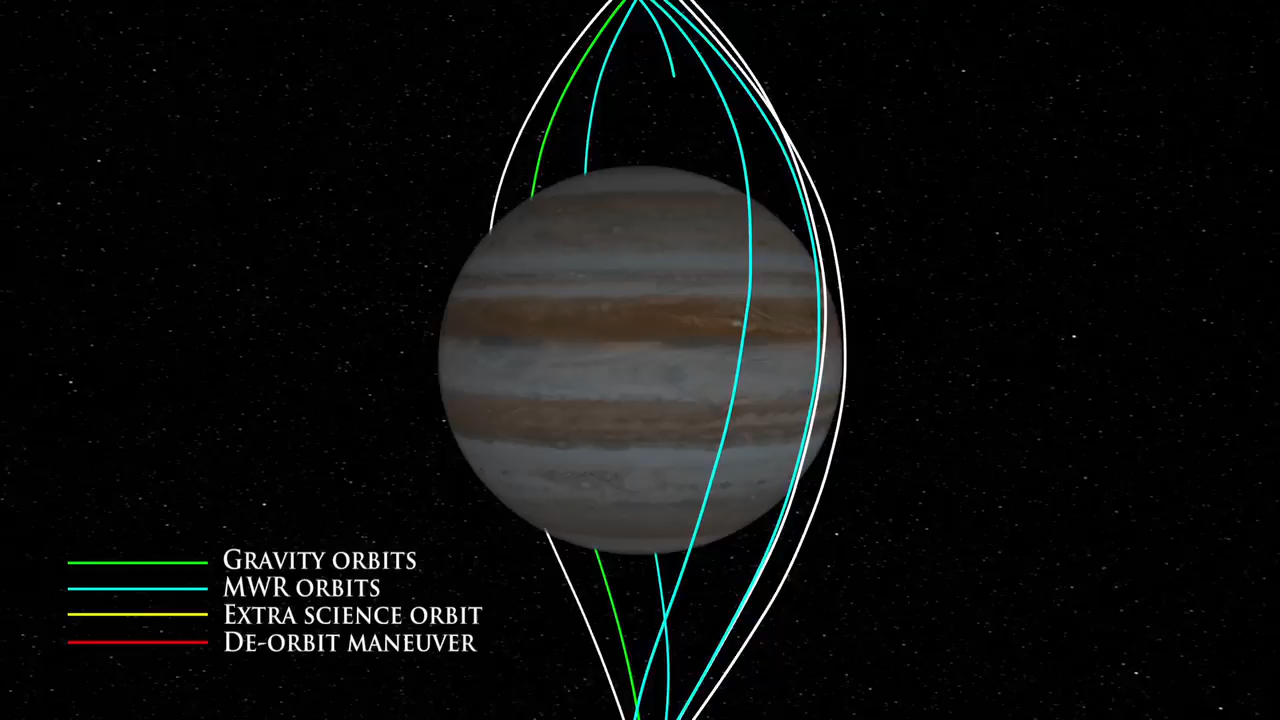 Gravity orbits
MWR orbits
Extra science orbit
De-orbit maneuver